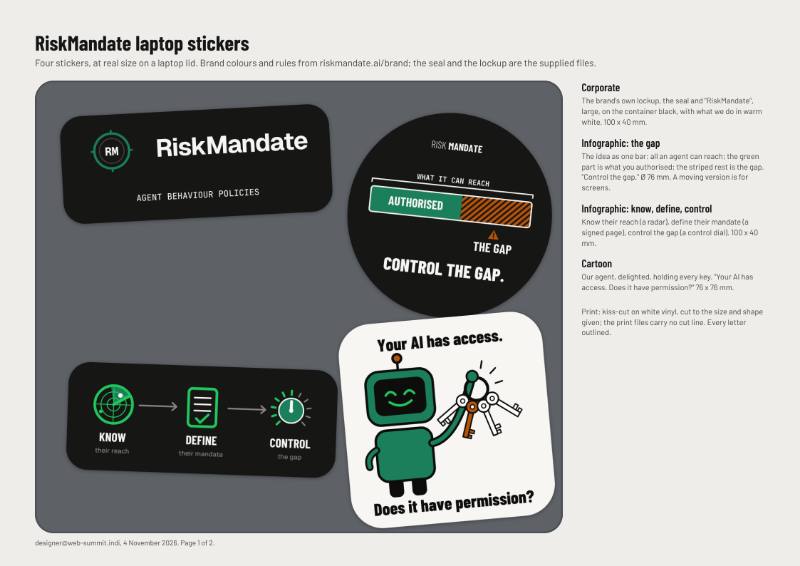 RiskMandate laptop stickers
Four stickers, at real size on a laptop lid. Brand colours and rules from riskmandate.ai/brand; the seal and the lockup are the supplied files.
RM
RiskMandate
AGENT BEHAVIOUR POLICIES
RISK MANDATE
WHAT IT CAN REACH
AUTHORISED
THE GAP
CONTROL THE GAP.
KNOW
their reach
DEFINE
their mandate
CONTROL
the gap
Your AI has access.
Does it have permission?
Corporate
The brand's own lockup, the seal and "RiskMandate",
large, on the container black, with what we do in warm
white. 100 x 40 mm.
Infographic: the gap
The idea as one bar: all an agent can reach; the green
part is what you authorised; the striped rest is the gap.
"Control the gap." Ø 76 mm. A moving version is for
screens.
Infographic: know, define, control
Know their reach (a radar), define their mandate (a
signed page), control the gap (a control dial). 100 x 40
mm.
Cartoon
Our agent, delighted, holding every key. "Your AI has
access. Does it have permission?" 76 x 76 mm.
Print: kiss-cut on white vinyl, cut to the size and shape
given; the print files carry no cut line. Every letter
outlined.
designer@web-summit.indi. 4 November 2026. Page 1 of 2.